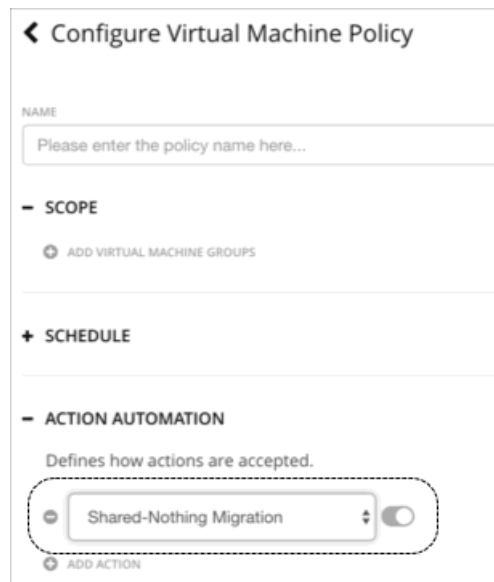 Configure Virtual Machine Policy
NAME
Please enter the policy name here...
SCOPE
ADD VIRTUAL MACHINE GROUPS
SCHEDULE
ACTION AUTOMATION
Defines how actions are accepted.
Shared-Nothing Migration
ADD ACTION